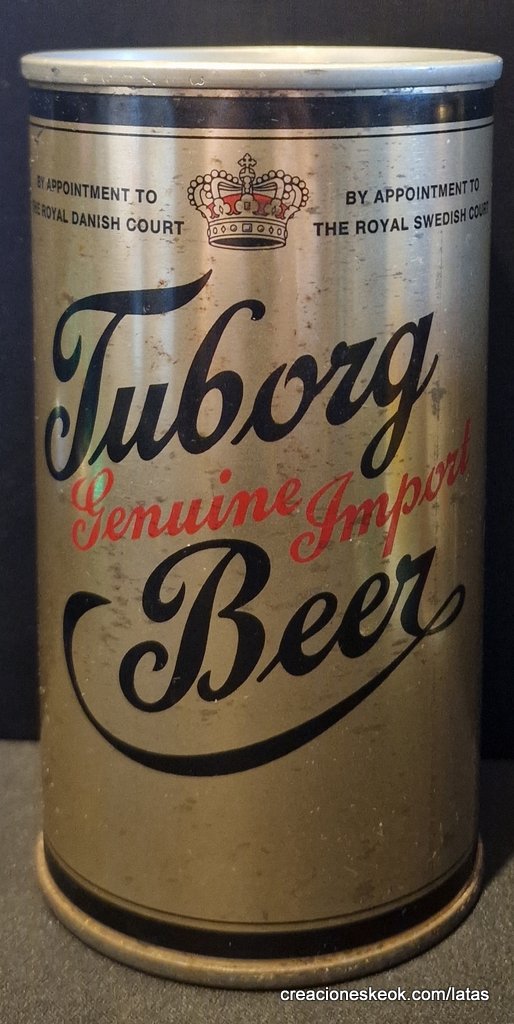 BY APPOINTMENT TO
THE ROYAL DANISH COURT
BY APPOINTMENT TO
THE ROYAL SWEDISH COURT
Tuborg
Genuine Import
Beer
creacioneskeok.com/latas